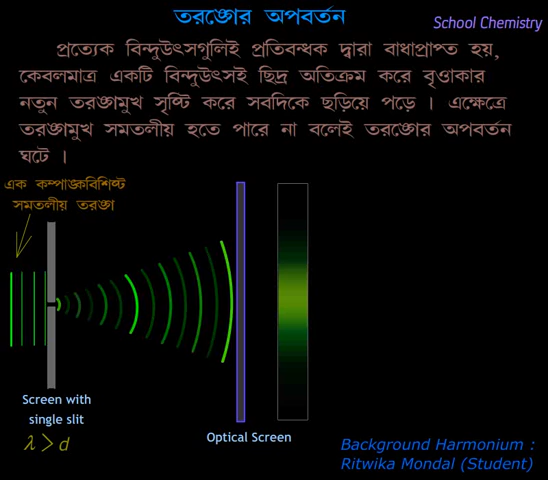 তরঙ্গের অপবর্তন
School Chemistry
প্রত্যেক বিন্দুউৎসগুলিই প্রতিবন্ধক দ্বারা বাধাপ্রাপ্ত হয়,
কেবলমাত্র একটি বিন্দুউৎসই ছিদ্র অতিক্রম করে বৃত্তাকার
নতুন তরঙ্গমুখ সৃষ্টি করে সবদিকে ছড়িয়ে পড়ে । এক্ষেত্রে
তরঙ্গমুখ সমতলীয় হতে পারে না বলেই তরঙ্গের অপবর্তন
ঘটে ।
এক কম্পাঙ্কবিশিষ্ট
সমতলীয় তরঙ্গ
Screen with
single slit
λ > d
Optical Screen
Background Harmonium :
Ritwika Mondal (Student)